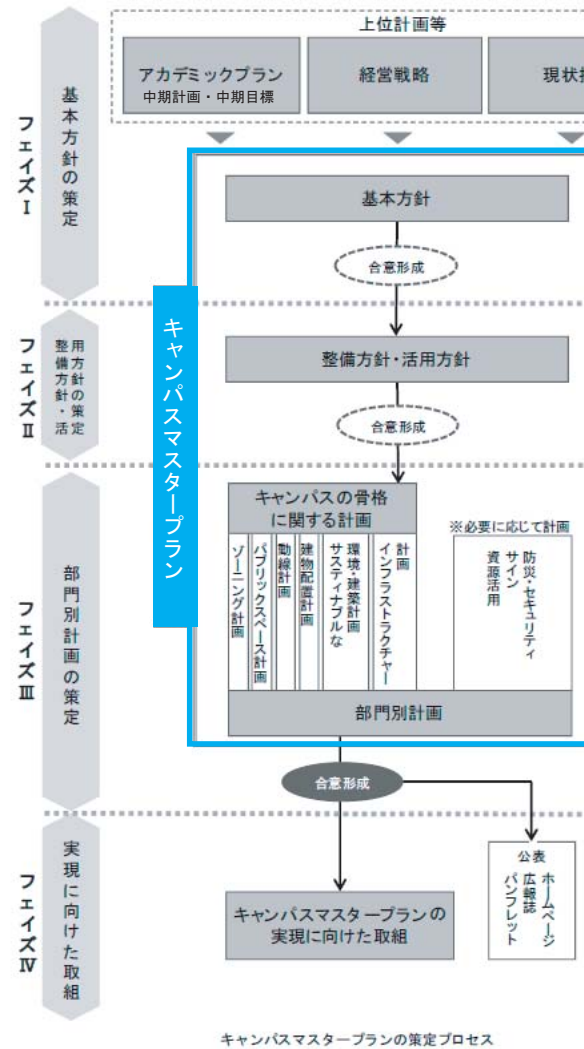 上位計画等
アカデミックプラン
中期計画・中期目標
経営戦略
現状
フェイズⅠ
基本方針の策定
基本方針
合意形成
キャンパスマスタープラン
フェイズⅡ
整備方針・活
用方針の策定
整備方針・活用方針
合意形成
フェイズⅢ
部門別計画の策定
キャンパスの骨格
に関する計画
ゾーニング計画
パブリックスペース計画
動線計画
建物配置計画
サスティナブルな
環境・建築計画
インフラストラクチャー
計画
※必要に応じて計画
防災・セキュリティ
サイン
資源活用
部門別計画
合意形成
フェイズⅣ
実現に向けた取組
キャンパスマスタープランの
実現に向けた取組
公表
ホームページ
広報誌
パンフレット
キャンパスマスタープランの策定プロセス